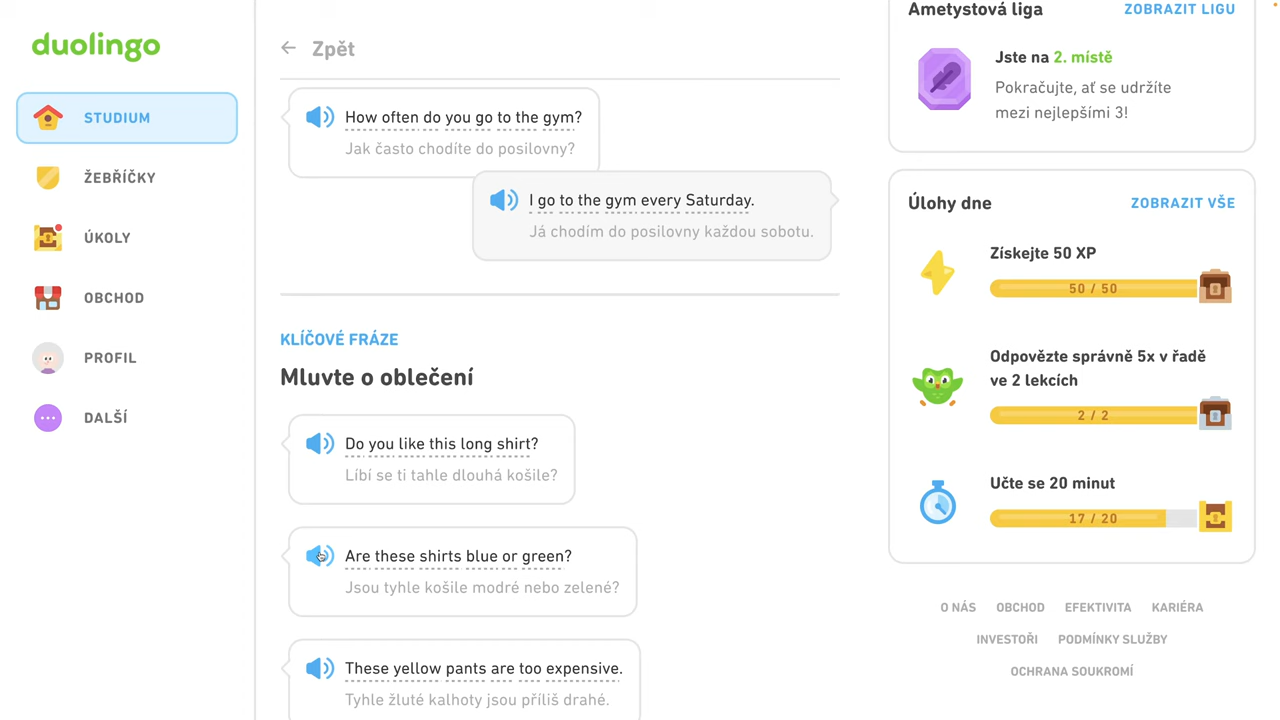 duolingo
STUDIUM
ŽEBŘÍČKY
ÚKOLY
OBCHOD
PROFIL
DALŠÍ
Zpět
How often do you go to the gym?
Jak často chodíte do posilovny?
I go to the gym every Saturday.
Já chodím do posilovny každou sobotu.
KLÍČOVÉ FRÁZE
Mluvte o oblečení
Do you like this long shirt?
Líbí se ti tahle dlouhá košile?
Are these shirts blue or green?
Jsou tyhle košile modré nebo zelené?
These yellow pants are too expensive.
Tyhle žluté kalhoty jsou příliš drahé.
Ametystová liga
ZOBRAZIT LIGU
Jste na 2. místě
Pokračujte, ať se udržíte
mezi nejlepšími 3!
Úlohy dne
ZOBRAZIT VŠE
Získejte 50 XP
50 / 50
Odpovězte správně 5x v řadě
ve 2 lekcích
2 / 2
Učte se 20 minut
17 / 20
O NÁS
OBCHOD
EFEKTIVITA
KARIÉRA
INVESTOŘI
PODMÍNKY SLUŽBY
OCHRANA SOUKROMÍ